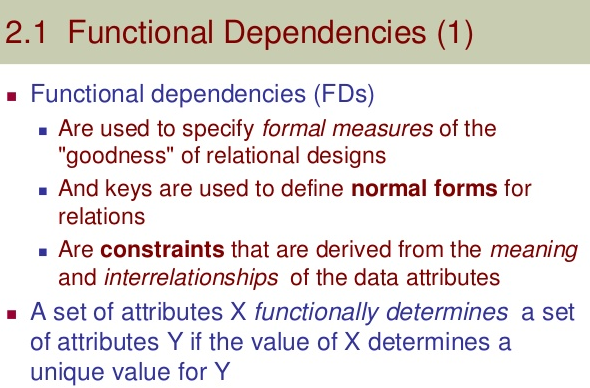 2.1 Functional Dependencies (1)
Functional dependencies (FDs)
Are used to specify formal measures of the
"goodness" of relational designs
And keys are used to define normal forms for
relations
Are constraints that are derived from the meaning
and interrelationships of the data attributes
A set of attributes X functionally determines a set
of attributes Y if the value of X determines a
unique value for Y